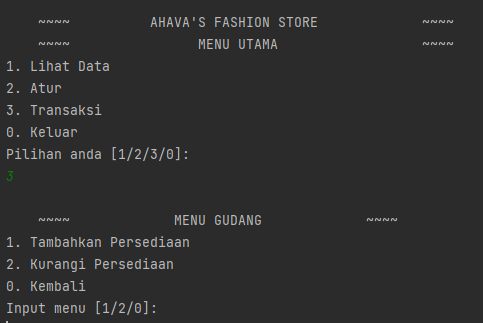 ~~~~ AHAVA'S FASHION STORE ~~~~
~~~~ MENU UTAMA ~~~~
1. Lihat Data
2. Atur
3. Transaksi
0. Keluar
Pilihan anda [1/2/3/0]:
3
~~~~ MENU GUDANG ~~~~
1. Tambahkan Persediaan
2. Kurangi Persediaan
0. Kembali
Input menu [1/2/0]: